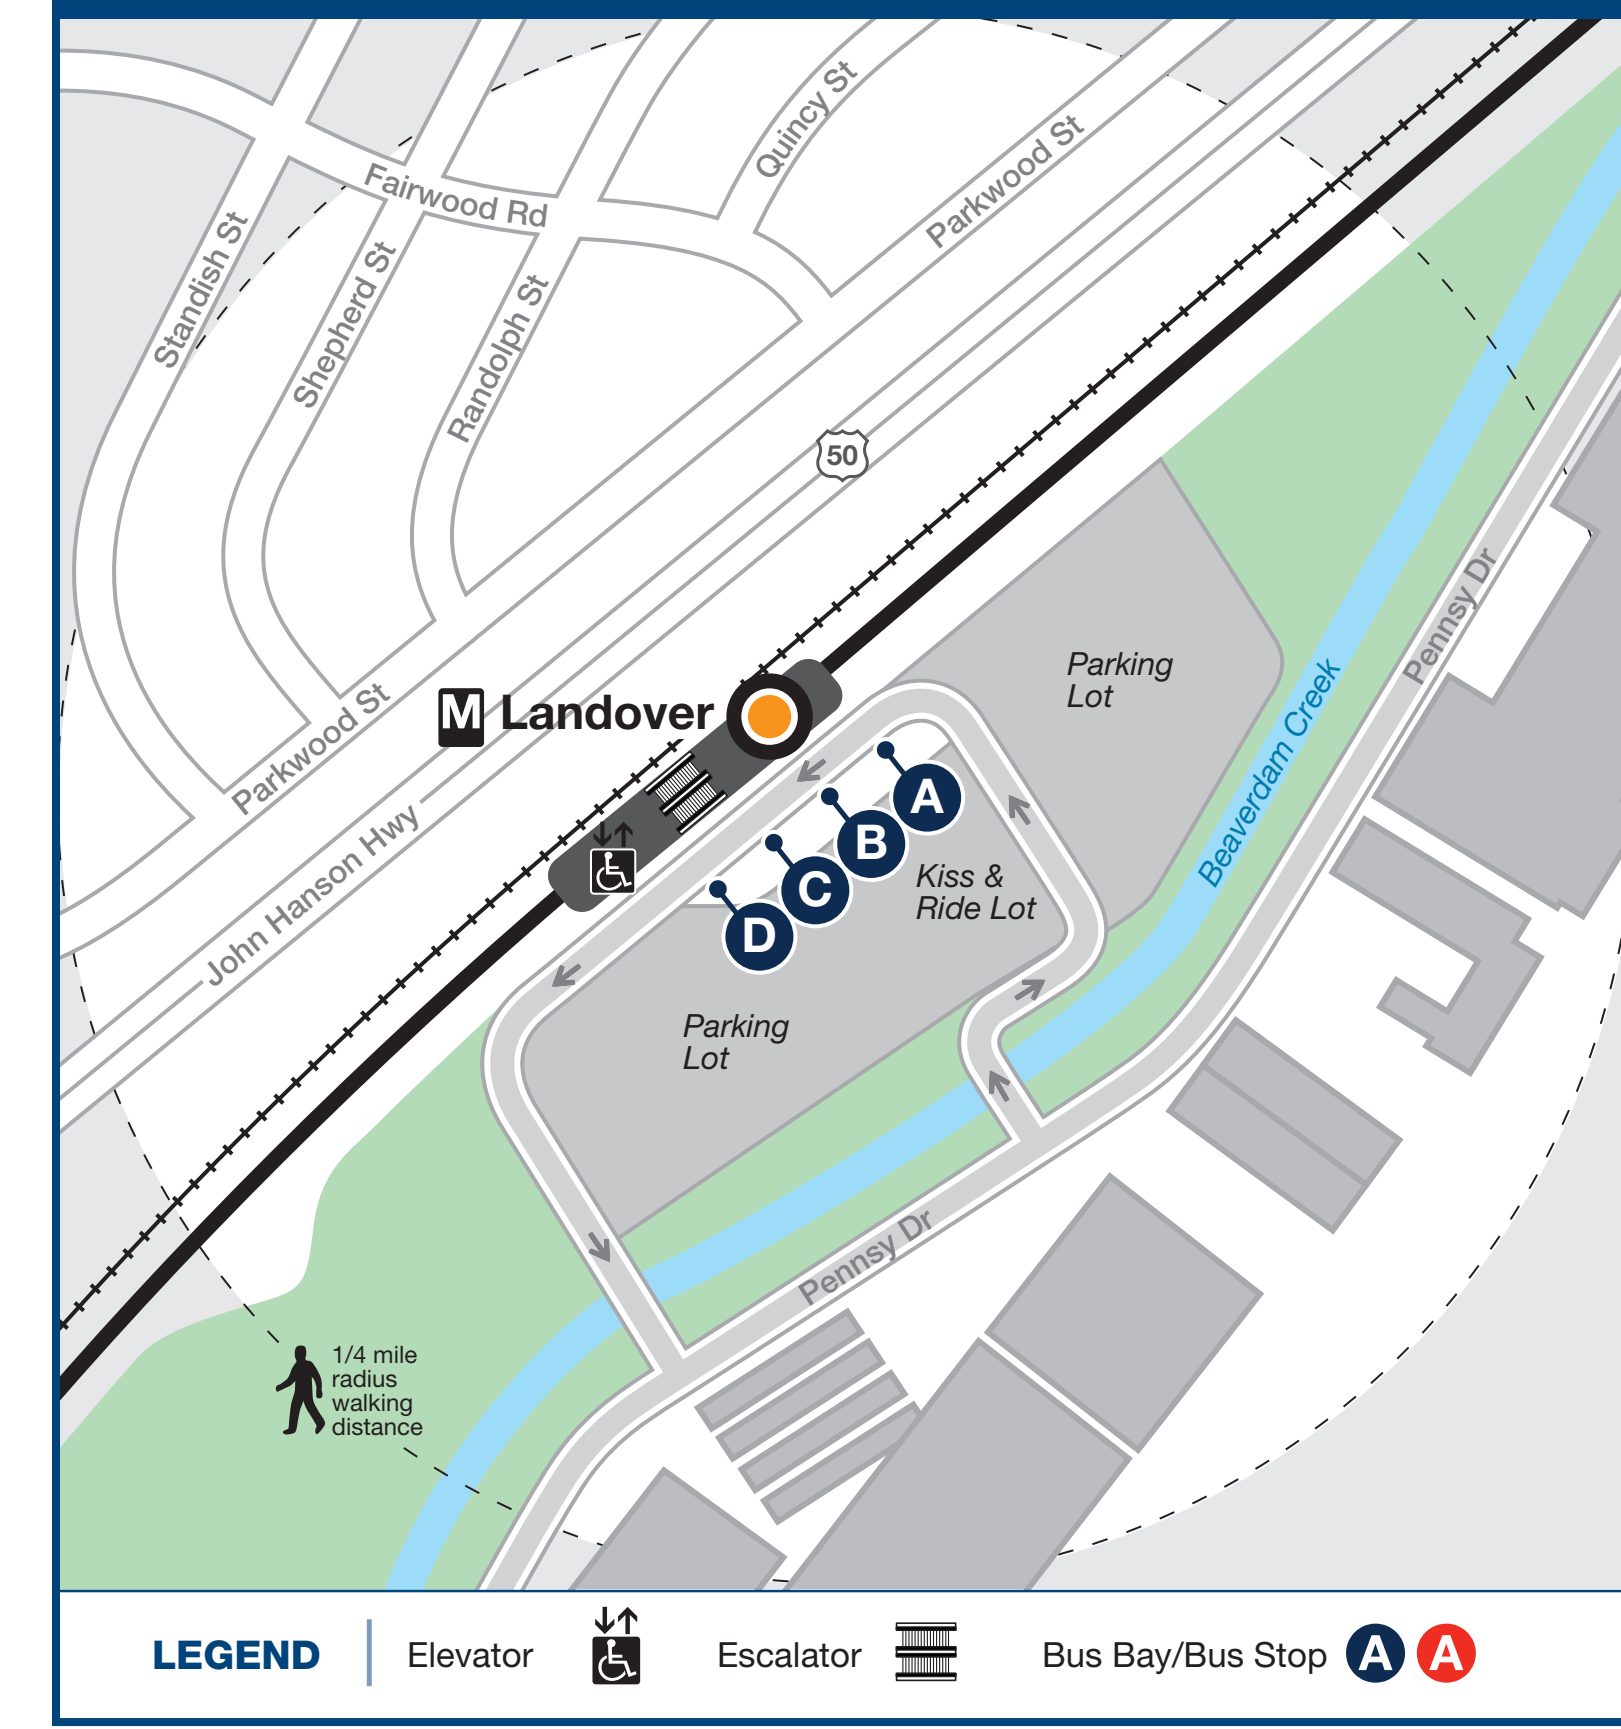 Quincy St
Parkwood St
Fairwood Rd
Standish St
Shepherd St
Randolph St
50
Pennsy Dr
Parking
Lot
M Landover
Parkwood St
Beaverdam Creek
A
B
C
D
Kiss &
Ride Lot
John Hanson Hwy
Parking
Lot
Pennsy Dr
1/4 mile
radius
walking
distance
LEGEND
Elevator
Escalator
Bus Bay/Bus Stop A A